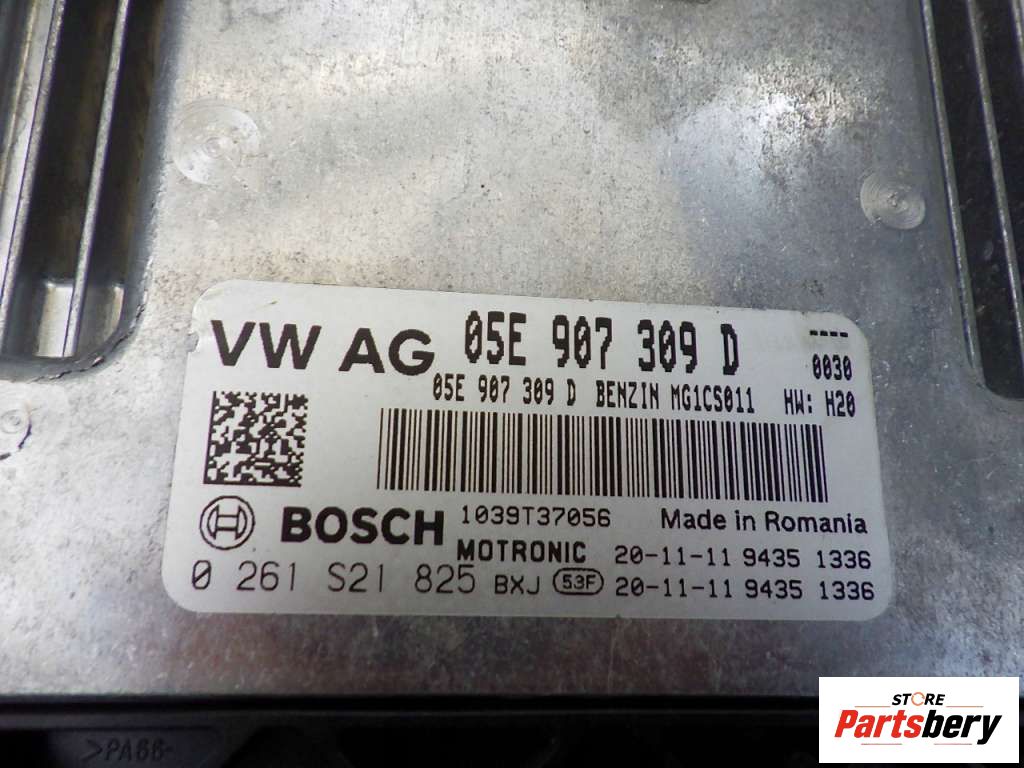 VW AG 05E 907 309 D ----
0030
05E 907 309 D BENZIN MG1CS011 HW: H20
BOSCH 1039T37056 Made in Romania
MOTRONIC 20-11-11 9435 1336
0 261 S21 825 BXJ 53F 20-11-11 9435 1336
>PA66-
STORE
Partsbery